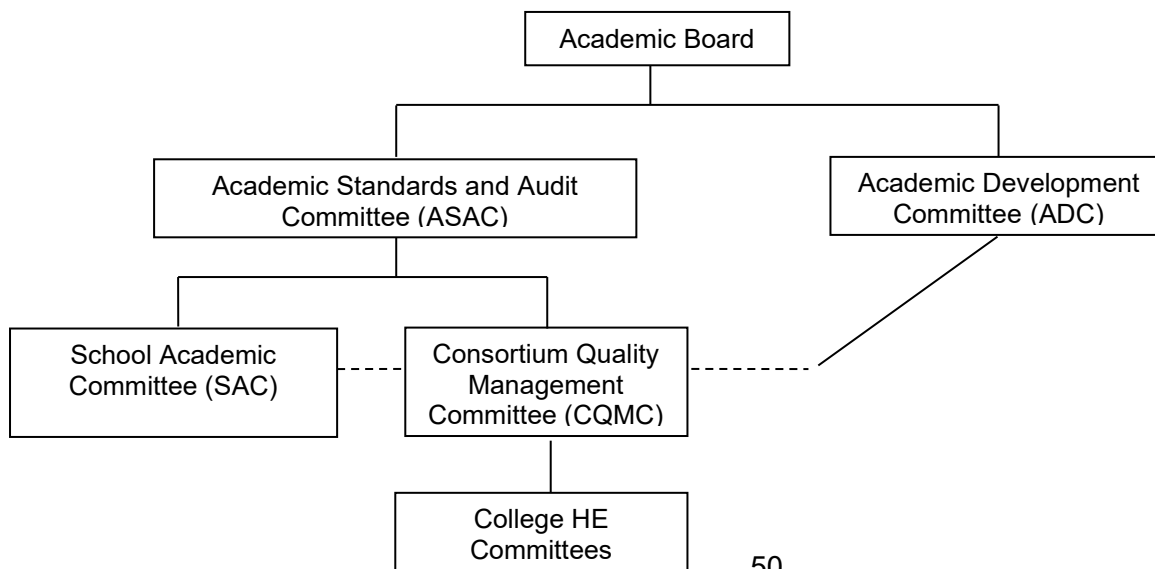 Academic Board
Academic Standards and Audit
Committee (ASAC)
Academic Development
Committee (ADC)
School Academic
Committee (SAC)
Consortium Quality
Management
Committee (CQMC)
College HE
Committees
50